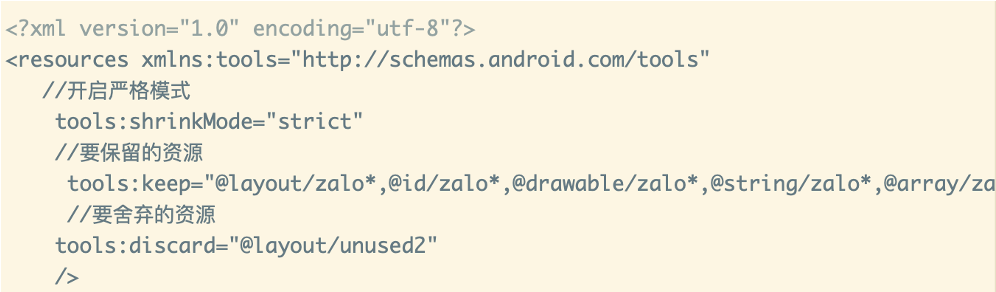 <?xml version="1.0" encoding="utf-8"?>
<resources xmlns:tools="http://schemas.android.com/tools"
//开启严格模式
tools:shrinkMode="strict"
//要保留的资源
tools:keep="@layout/zalo*,@id/zalo*,@drawable/zalo*,@string/zalo*,@array/za
//要舍弃的资源
tools:discard="@layout/unused2"
/>